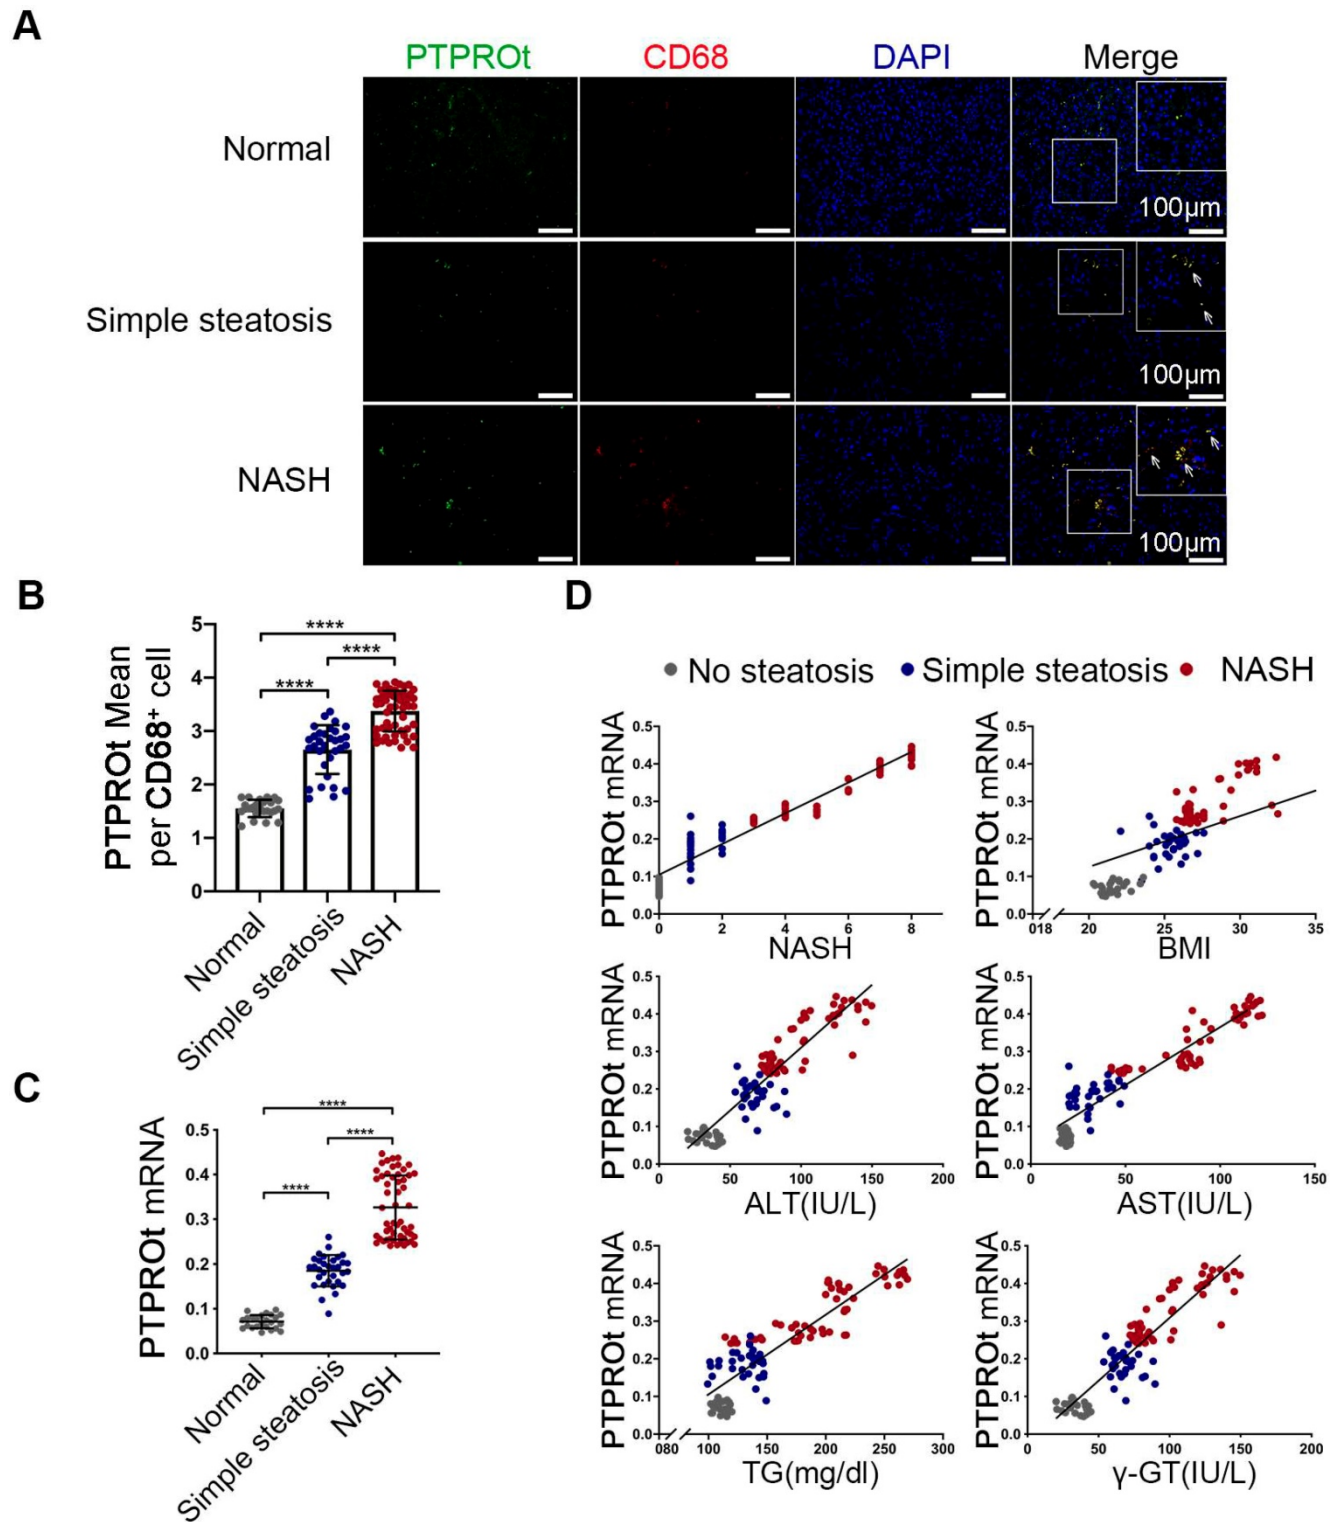 A
PTPROt CD68 DAPI Merge
Normal
100µm
Simple steatosis
100µm
NASH
100µm
B
PTPROt Mean
per CD68⁺ cell
5
4
3
2
1
0
****
****
****
Normal
Simple steatosis
NASH
C
PTPROt mRNA
0.5
0.4
0.3
0.2
0.1
0.0
****
****
****
Normal
Simple steatosis
NASH
D
No steatosis Simple steatosis NASH
PTPROt mRNA
0.5
0.4
0.3
0.2
0.1
0.0
0 2 4 6 8
NASH
PTPROt mRNA
0.5
0.4
0.3
0.2
0.1
0.0
018 20 25 30 35
BMI
PTPROt mRNA
0.5
0.4
0.3
0.2
0.1
0.0
0 50 100 150 200
ALT(IU/L)
PTPROt mRNA
0.5
0.4
0.3
0.2
0.1
0.0
0 50 100 150
AST(IU/L)
PTPROt mRNA
0.5
0.4
0.3
0.2
0.1
0.0
080 100 150 200 250 300
TG(mg/dl)
PTPROt mRNA
0.5
0.4
0.3
0.2
0.1
0.0
0 50 100 150 200
γ-GT(IU/L)